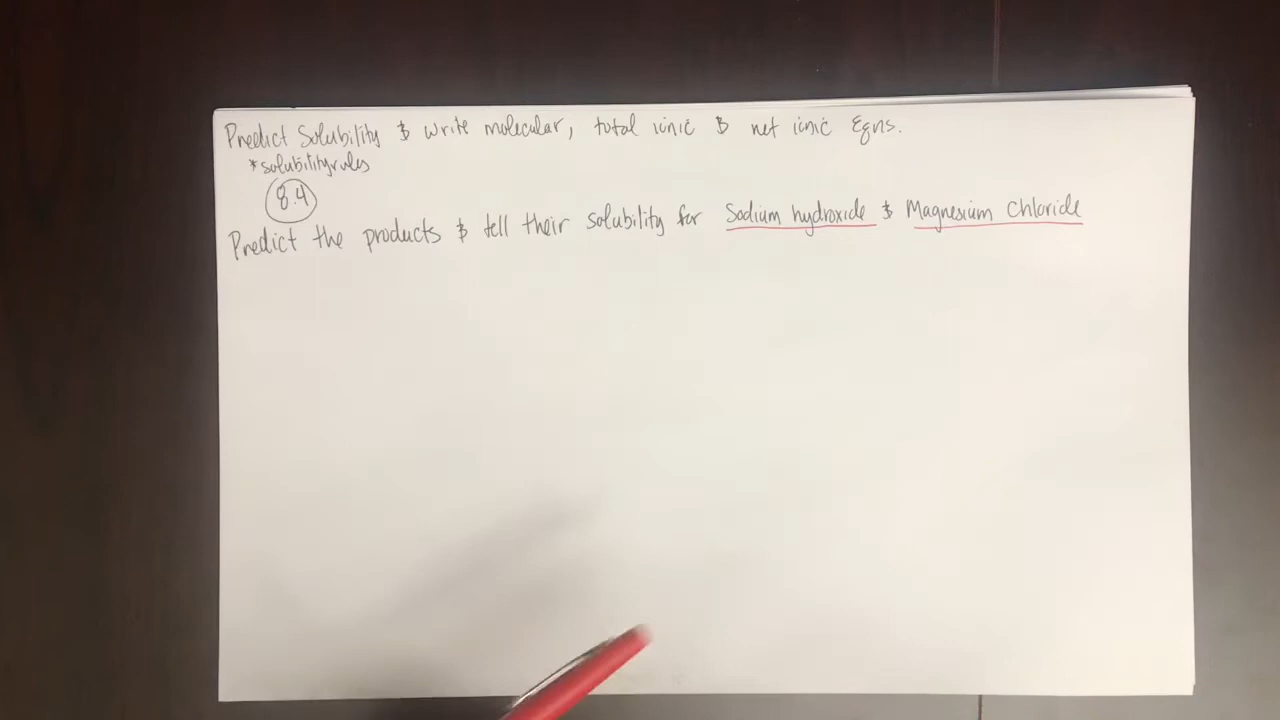 Predict Solubility & write molecular, total ionic & net ionic Eqns.
*solubility rules
8.4
Predict the products & tell their solubility for Sodium hydroxide & Magnesium Chloride